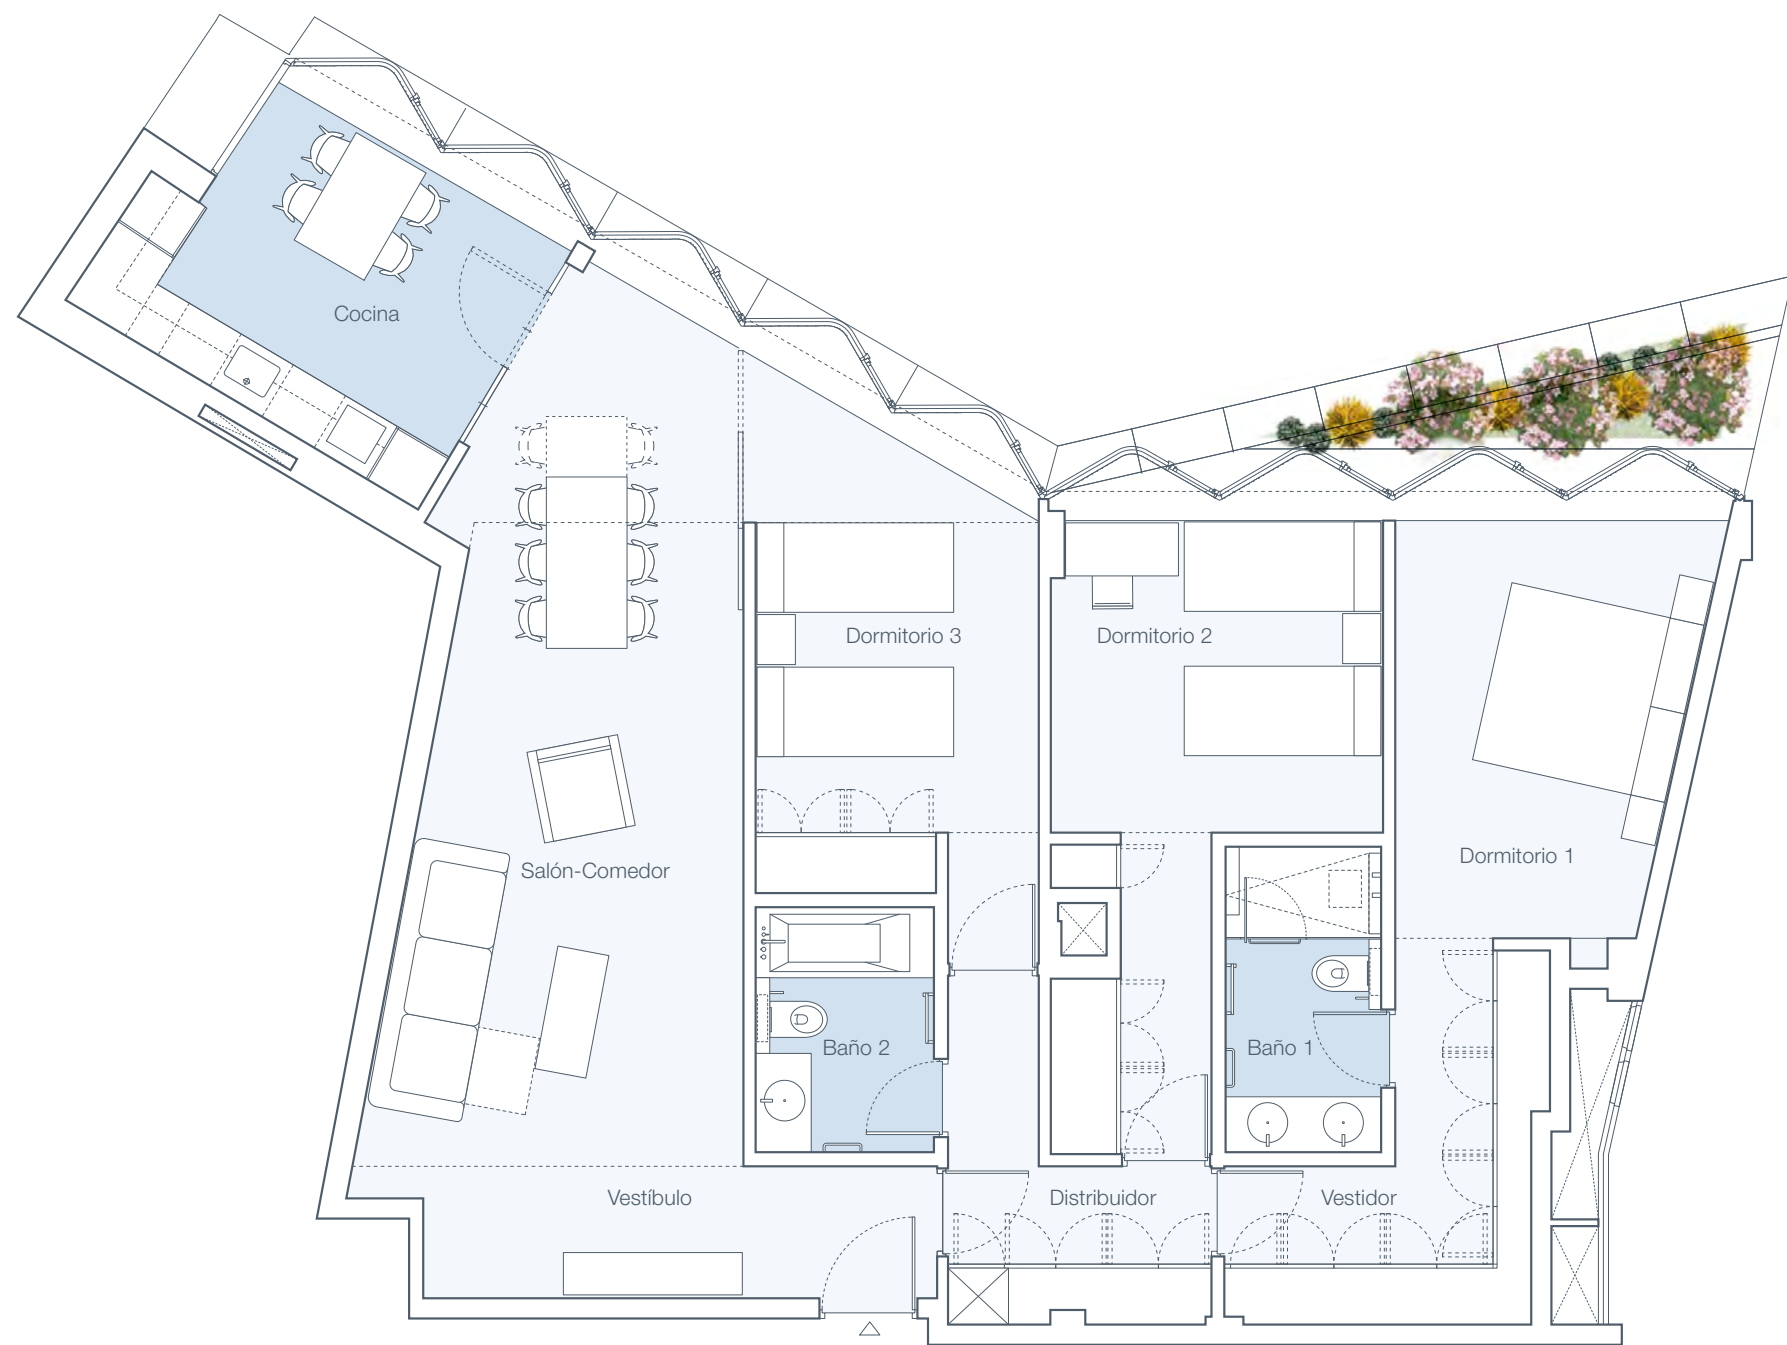 Cocina
Dormitorio 3
Dormitorio 2
Dormitorio 1
Salón-Comedor
Baño 2
Baño 1
Vestíbulo
Distribuidor
Vestidor